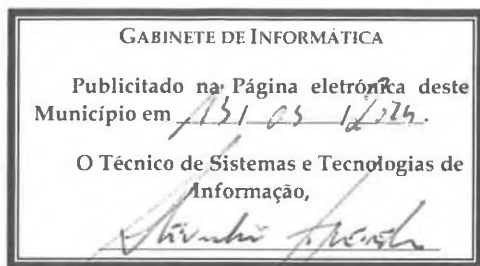 GABINETE DE INFORMÁTICA
Publicitado na Página eletrónica deste
Município em 13/05/2024.
O Técnico de Sistemas e Tecnologias de
Informação,